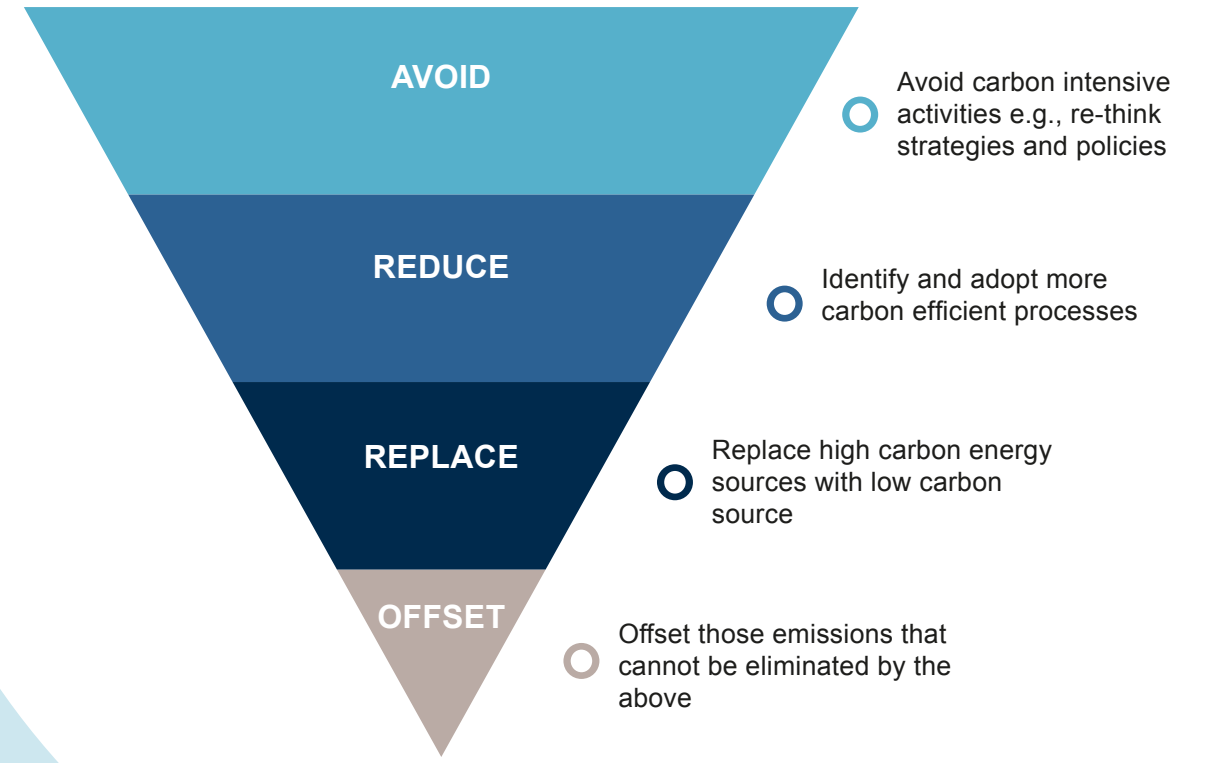 AVOID
Avoid carbon intensive
activities e.g., re-think
strategies and policies
REDUCE
Identify and adopt more
carbon efficient processes
REPLACE
Replace high carbon energy
sources with low carbon
source
OFFSET
Offset those emissions that
cannot be eliminated by the
above